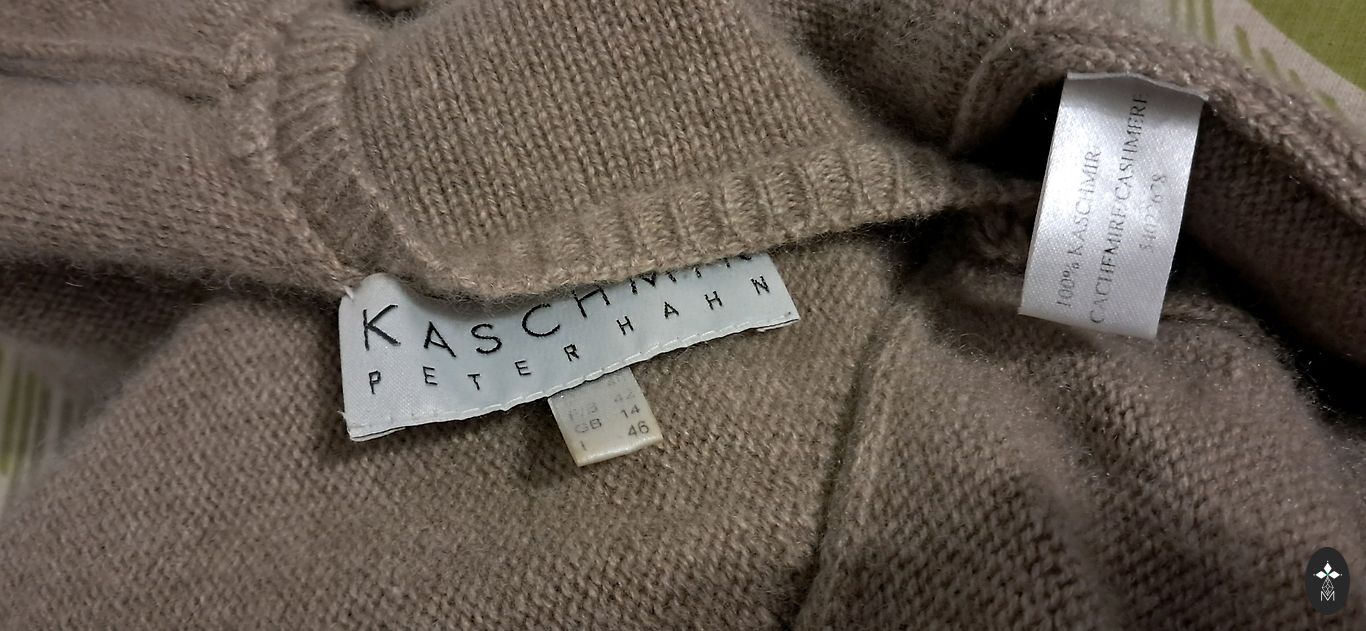 KASCHMIR
PETER HAHN
F/B 42
GB 14
I 46
100% KASCHMIR
CACHEMIRE CASHMERE
M